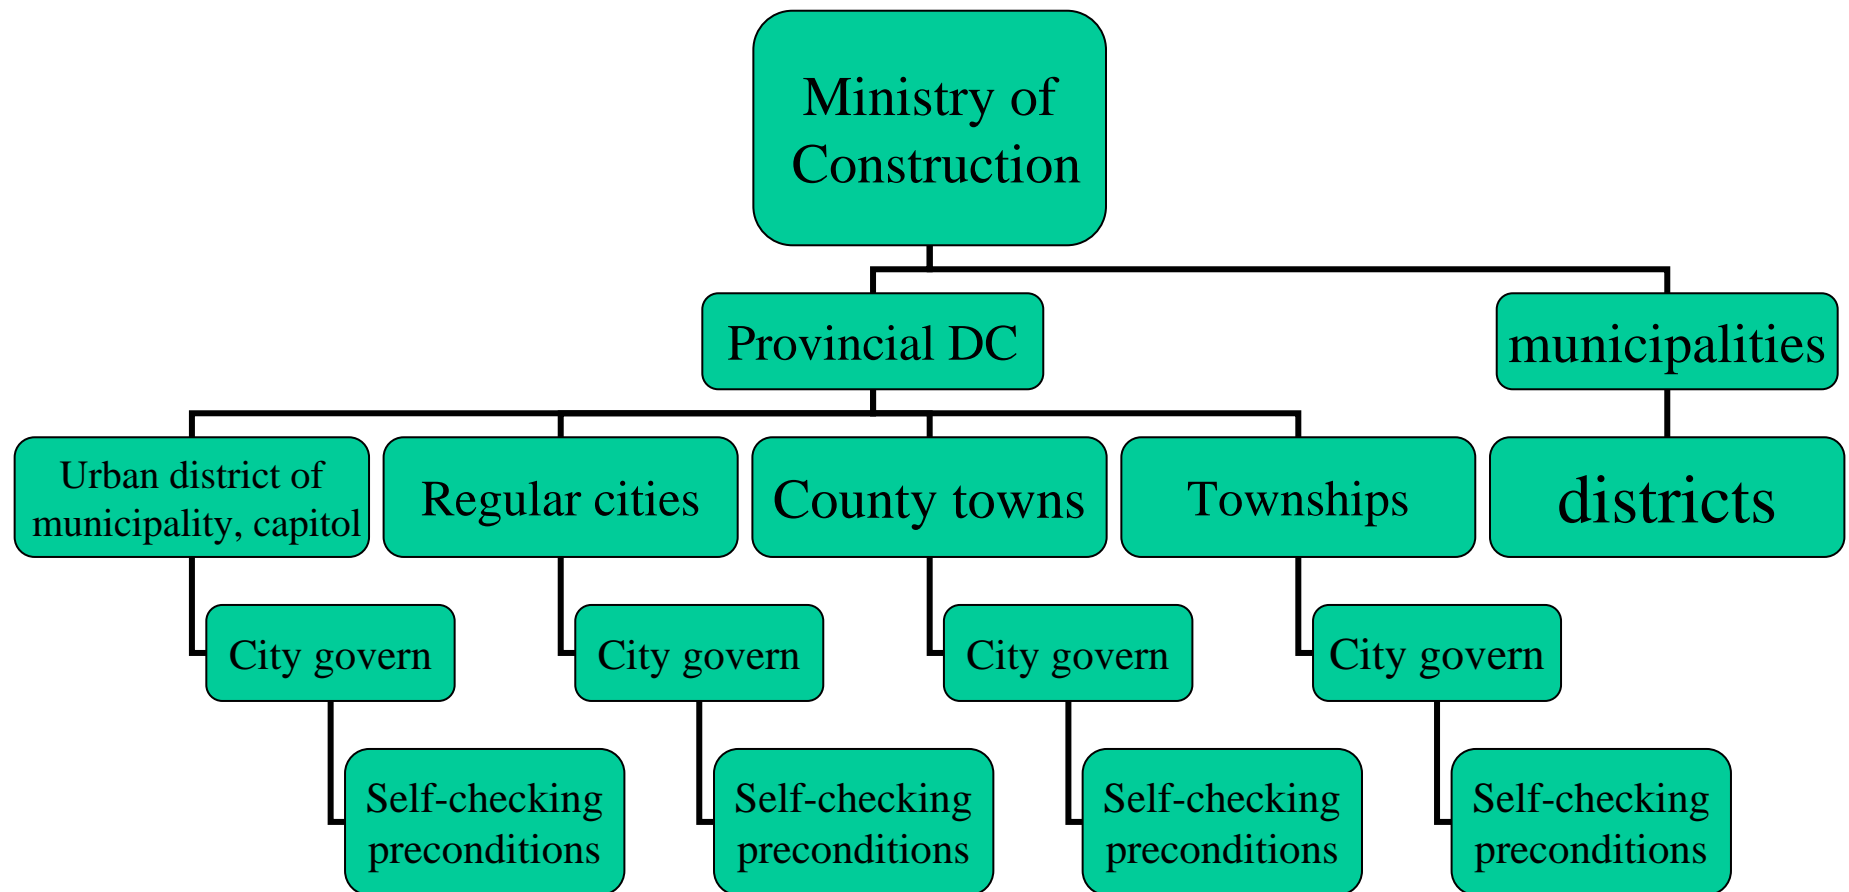 Ministry of
Construction
Provincial DC
municipalities
Urban district of
municipality, capitol
Regular cities
County towns
Townships
districts
City govern
City govern
City govern
City govern
Self-checking
preconditions
Self-checking
preconditions
Self-checking
preconditions
Self-checking
preconditions